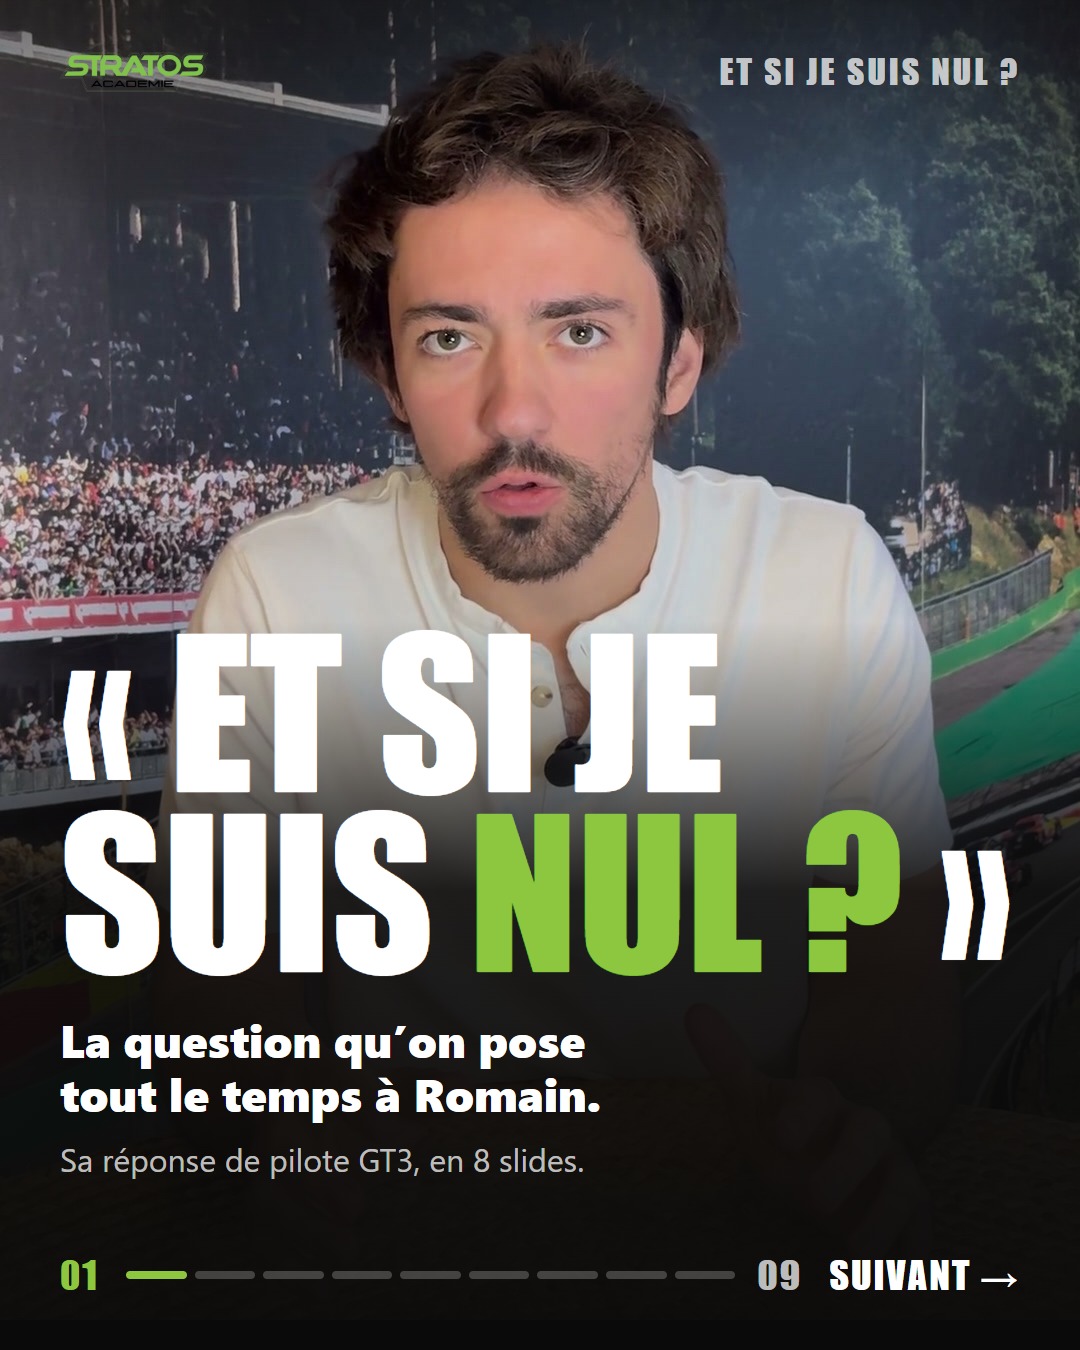 STRATOS
ACADEMIE
ET SI JE SUIS NUL ?
« ET SI JE
SUIS NUL ? »
La question qu’on pose
tout le temps à Romain.
Sa réponse de pilote GT3, en 8 slides.
01
09 SUIVANT →